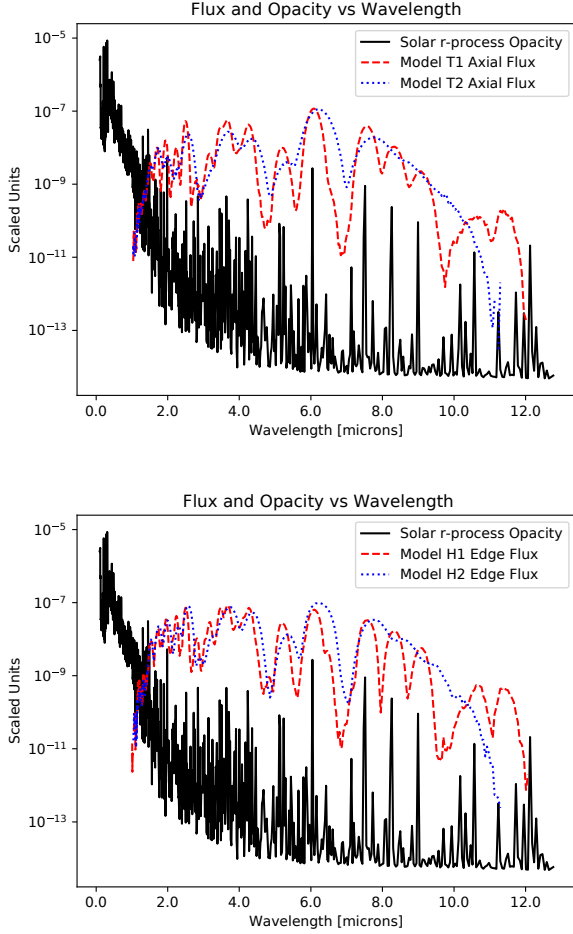 Flux and Opacity vs Wavelength
Solar r-process Opacity
Model T1 Axial Flux
Model T2 Axial Flux
Scaled Units
10⁻⁵
10⁻⁷
10⁻⁹
10⁻¹¹
10⁻¹³
0.0 2.0 4.0 6.0 8.0 10.0 12.0
Wavelength [microns]
Flux and Opacity vs Wavelength
Solar r-process Opacity
Model H1 Edge Flux
Model H2 Edge Flux
Scaled Units
10⁻⁵
10⁻⁷
10⁻⁹
10⁻¹¹
10⁻¹³
0.0 2.0 4.0 6.0 8.0 10.0 12.0
Wavelength [microns]